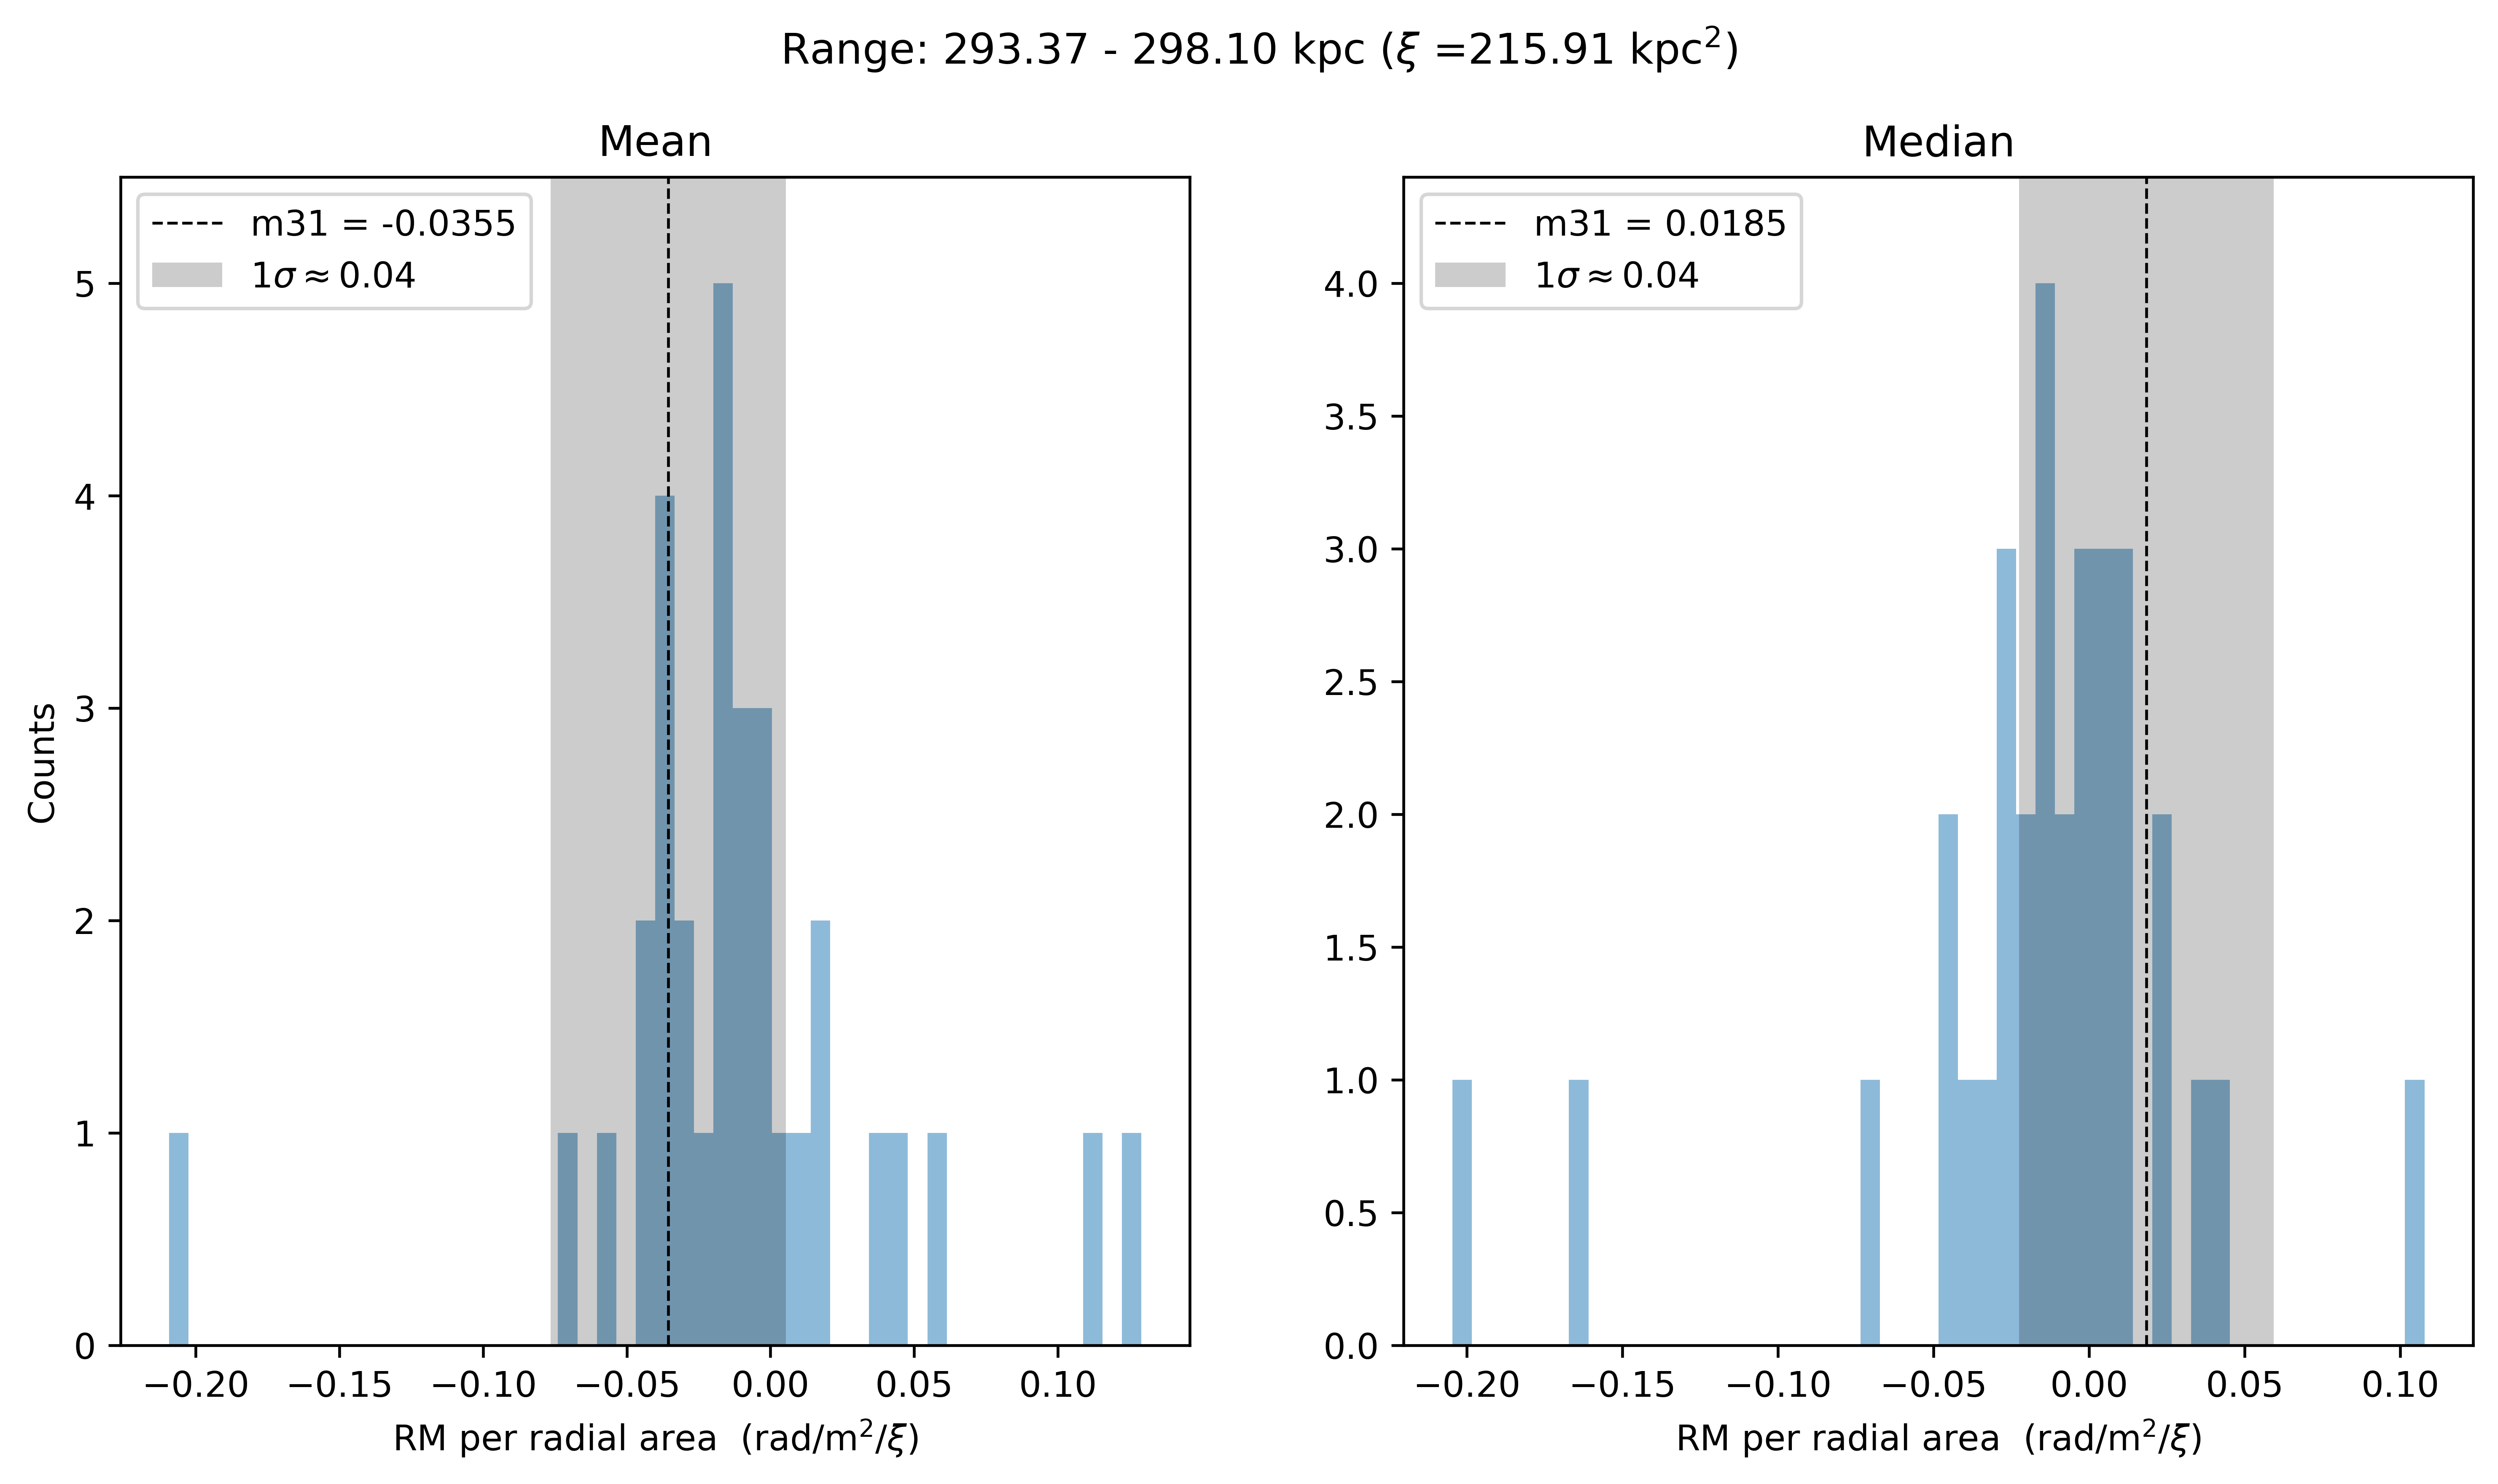 Range: 293.37 - 298.10 kpc (ξ =215.91 kpc²)
Mean
m31 = -0.0355
1σ ≈ 0.04
Counts
5
4
3
2
1
0
−0.20 −0.15 −0.10 −0.05 0.00 0.05 0.10
RM per radial area (rad/m²/ξ)
Median
m31 = 0.0185
1σ ≈ 0.04
4.0
3.5
3.0
2.5
2.0
1.5
1.0
0.5
0.0
−0.20 −0.15 −0.10 −0.05 0.00 0.05 0.10
RM per radial area (rad/m²/ξ)